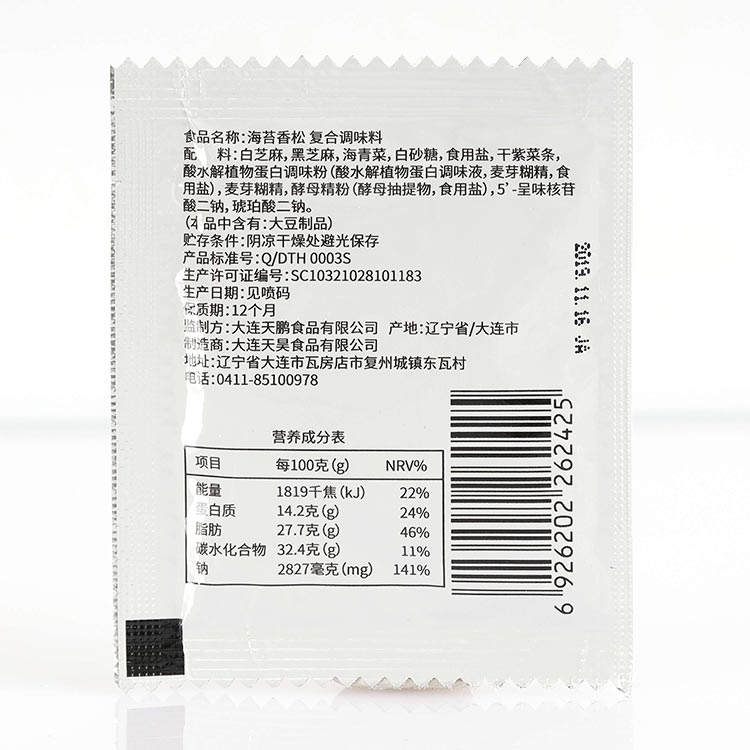 食品名称:海苔香松 复合调味料
配 料:白芝麻,黑芝麻,海青菜,白砂糖,食用盐,干紫菜条,
酸水解植物蛋白调味粉(酸水解植物蛋白调味液,麦芽糊精,食
用盐),麦芽糊精,酵母精粉(酵母抽提物,食用盐),5'-呈味核苷
酸二钠,琥珀酸二钠。
(本品中含有:大豆制品)
贮存条件:阴凉干燥处避光保存
产品标准号:Q/DTH 0003S
生产许可证编号:SC10321028101183
生产日期:见喷码
保质期:12个月
监制方:大连天鹏食品有限公司 产地:辽宁省/大连市
制造商:大连天昊食品有限公司
地址:辽宁省大连市瓦房店市复州城镇东瓦村
电话:0411-85100978
2019.11.16 JA
营养成分表
项目 每100克(g) NRV%
能量 1819千焦(kJ) 22%
蛋白质 14.2克(g) 24%
脂肪 27.7克(g) 46%
碳水化合物 32.4克(g) 11%
钠 2827毫克(mg) 141%
6 926202 262425